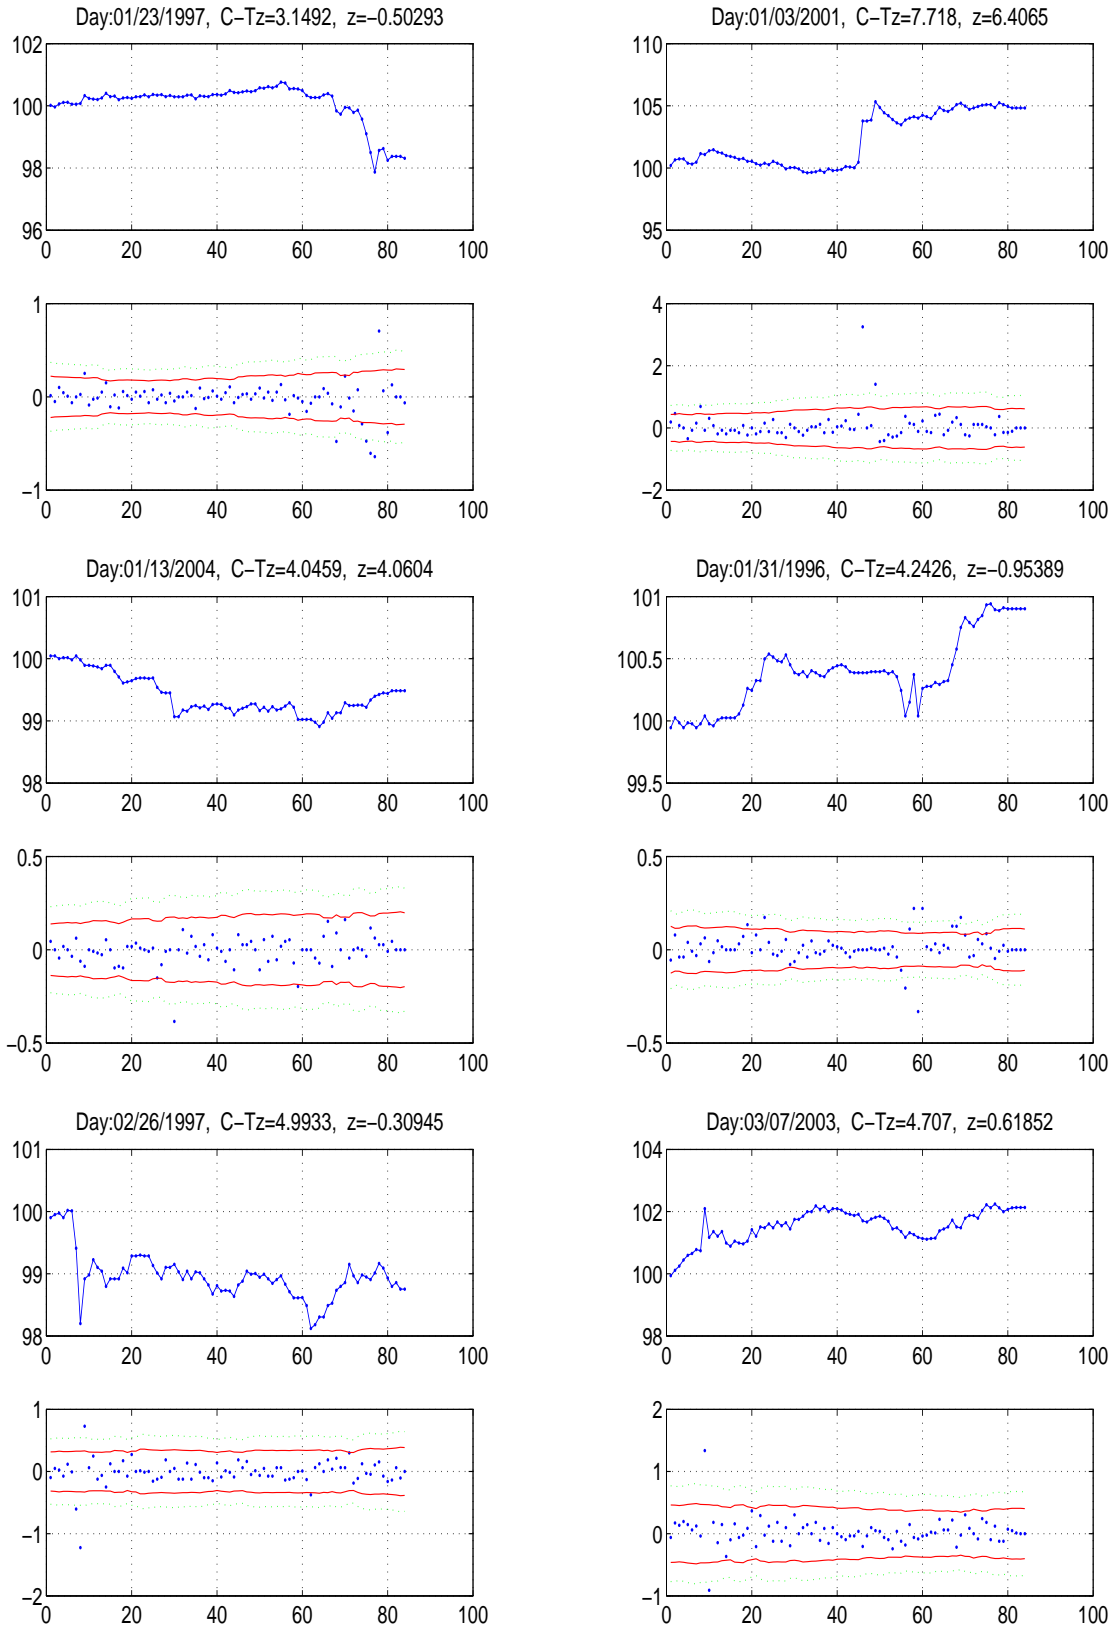 Day:01/23/1997, C−Tz=3.1492, z=−0.50293
102
100
98
96
0 20 40 60 80 100
Day:01/03/2001, C−Tz=7.718, z=6.4065
110
105
100
95
0 20 40 60 80 100
1
0
−1
0 20 40 60 80 100
4
2
0
−2
0 20 40 60 80 100
Day:01/13/2004, C−Tz=4.0459, z=4.0604
101
100
99
98
0 20 40 60 80 100
Day:01/31/1996, C−Tz=4.2426, z=−0.95389
101
100.5
100
99.5
0 20 40 60 80 100
0.5
0
−0.5
0 20 40 60 80 100
0.5
0
−0.5
0 20 40 60 80 100
Day:02/26/1997, C−Tz=4.9933, z=−0.30945
101
100
99
98
0 20 40 60 80 100
Day:03/07/2003, C−Tz=4.707, z=0.61852
104
102
100
98
0 20 40 60 80 100
1
0
−1
−2
0 20 40 60 80 100
2
1
0
−1
0 20 40 60 80 100